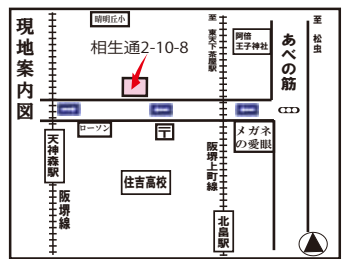 現地案内図
晴明丘小
相生通2-10-8
至 東天下茶屋駅
阿倍
王子神社
あべの筋
至 松虫
ローソン
〒
メガネ
の愛眼
天神森駅
阪堺線
住吉高校
阪堺上町線
北畠駅